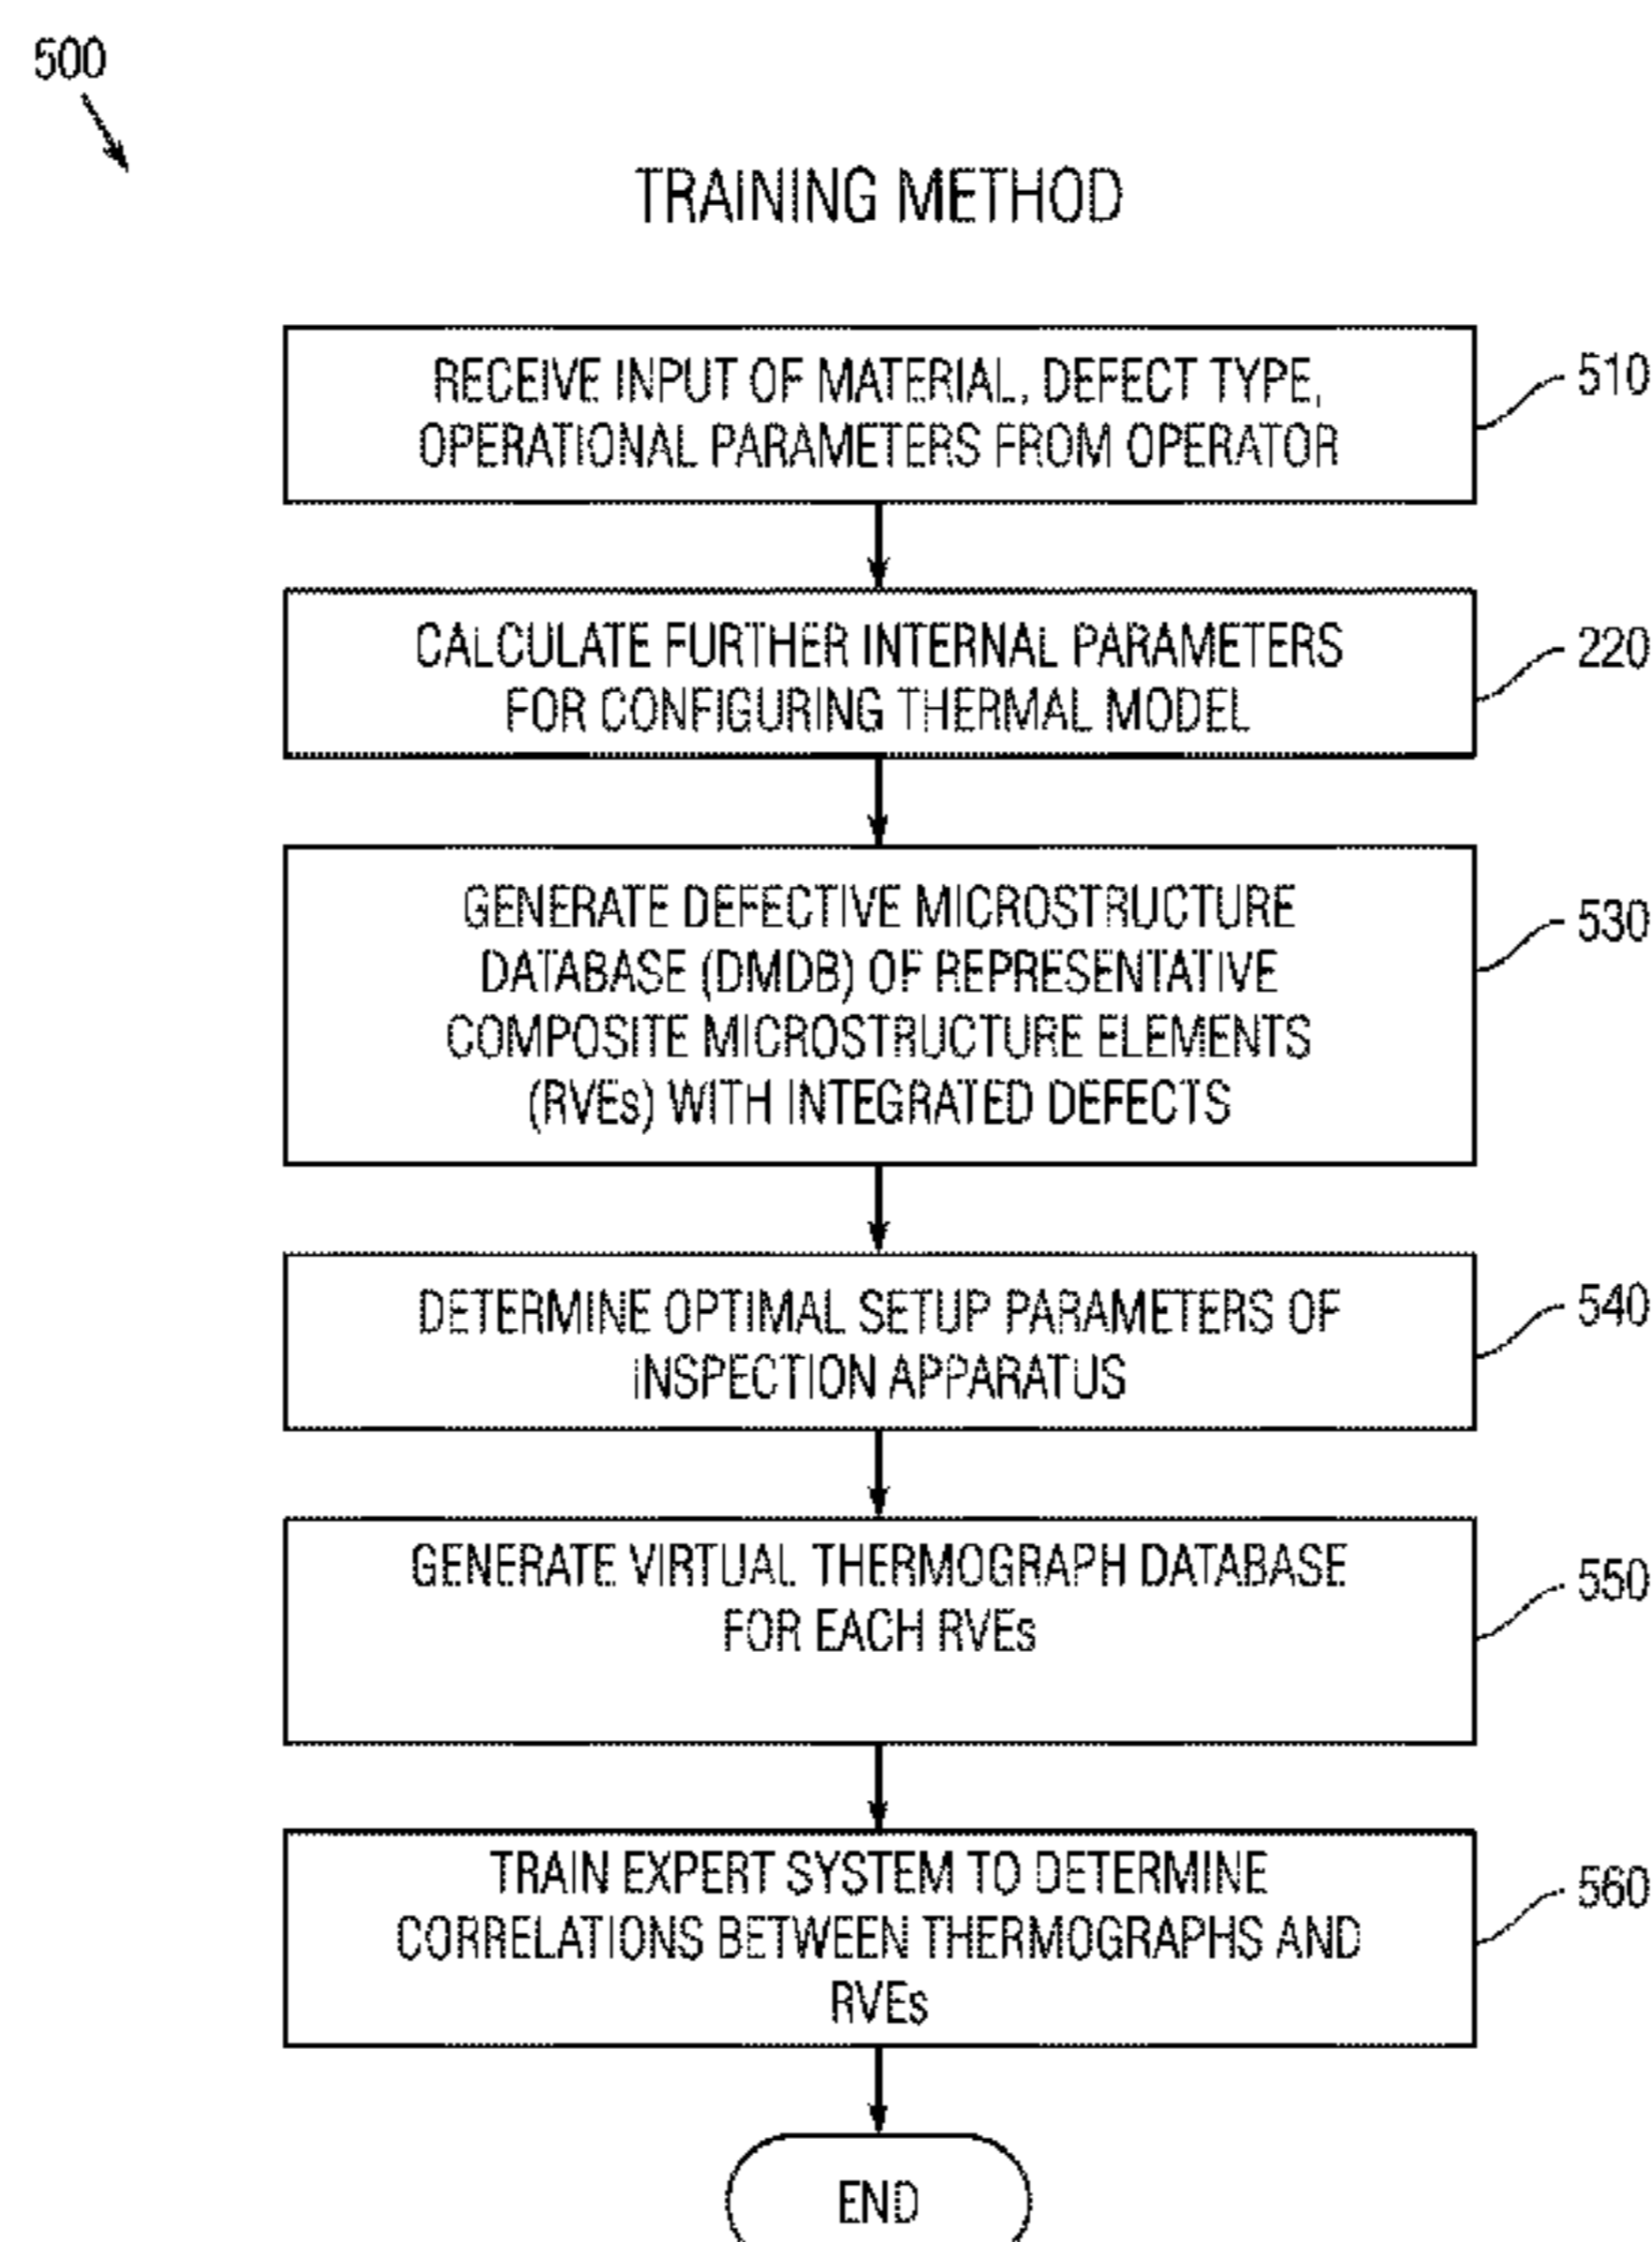 500
TRAINING METHOD
RECEIVE INPUT OF MATERIAL, DEFECT TYPE,
OPERATIONAL PARAMETERS FROM OPERATOR
510
CALCULATE FURTHER INTERNAL PARAMETERS
FOR CONFIGURING THERMAL MODEL
220
GENERATE DEFECTIVE MICROSTRUCTURE
DATABASE (DMDB) OF REPRESENTATIVE
COMPOSITE MICROSTRUCTURE ELEMENTS
(RVEs) WITH INTEGRATED DEFECTS
530
DETERMINE OPTIMAL SETUP PARAMETERS OF
INSPECTION APPARATUS
540
GENERATE VIRTUAL THERMOGRAPH DATABASE
FOR EACH RVEs
550
TRAIN EXPERT SYSTEM TO DETERMINE
CORRELATIONS BETWEEN THERMOGRAPHS AND
RVEs
560
END